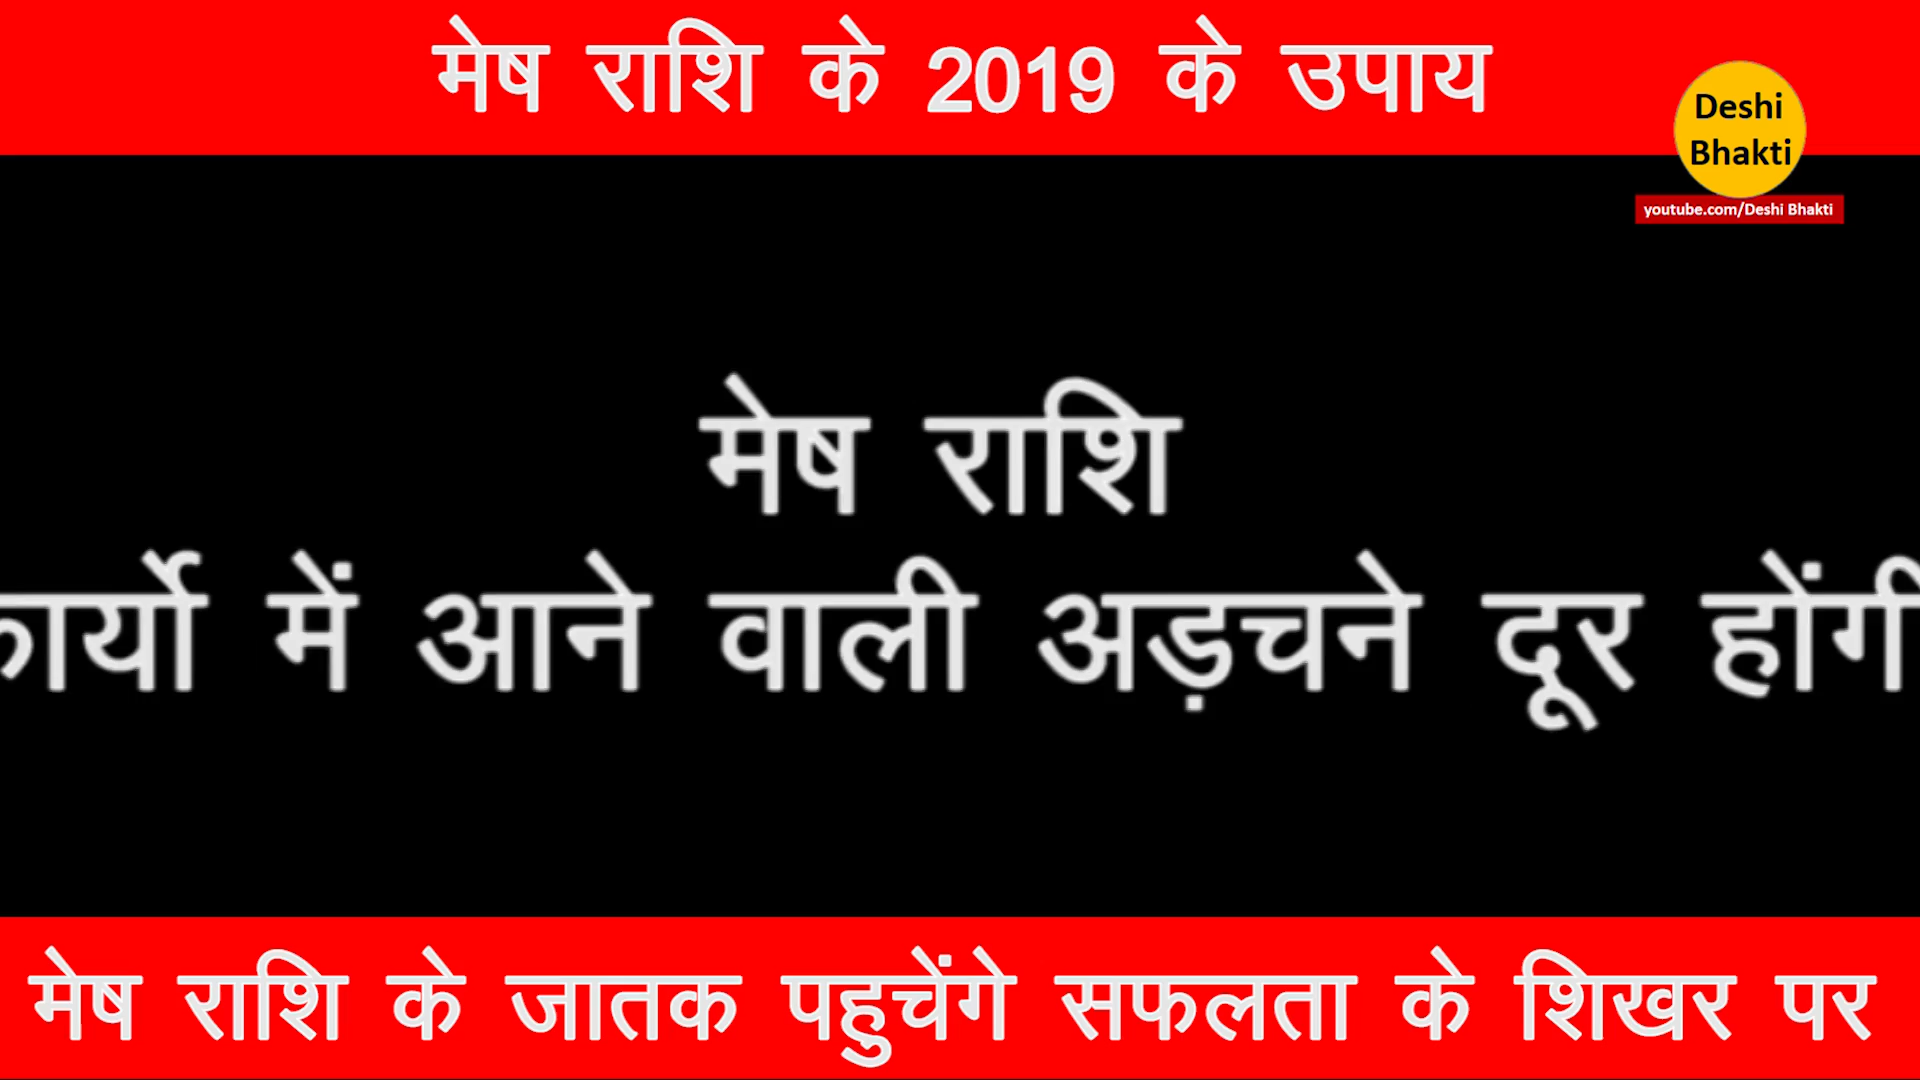 मेष राशि के 2019 के उपाय
Deshi
Bhakti
youtube.com/Deshi Bhakti
मेष राशि
कार्यो में आने वाली अड़चने दूर होंगी
मेष राशि के जातक पहुचेंगे सफलता के शिखर पर